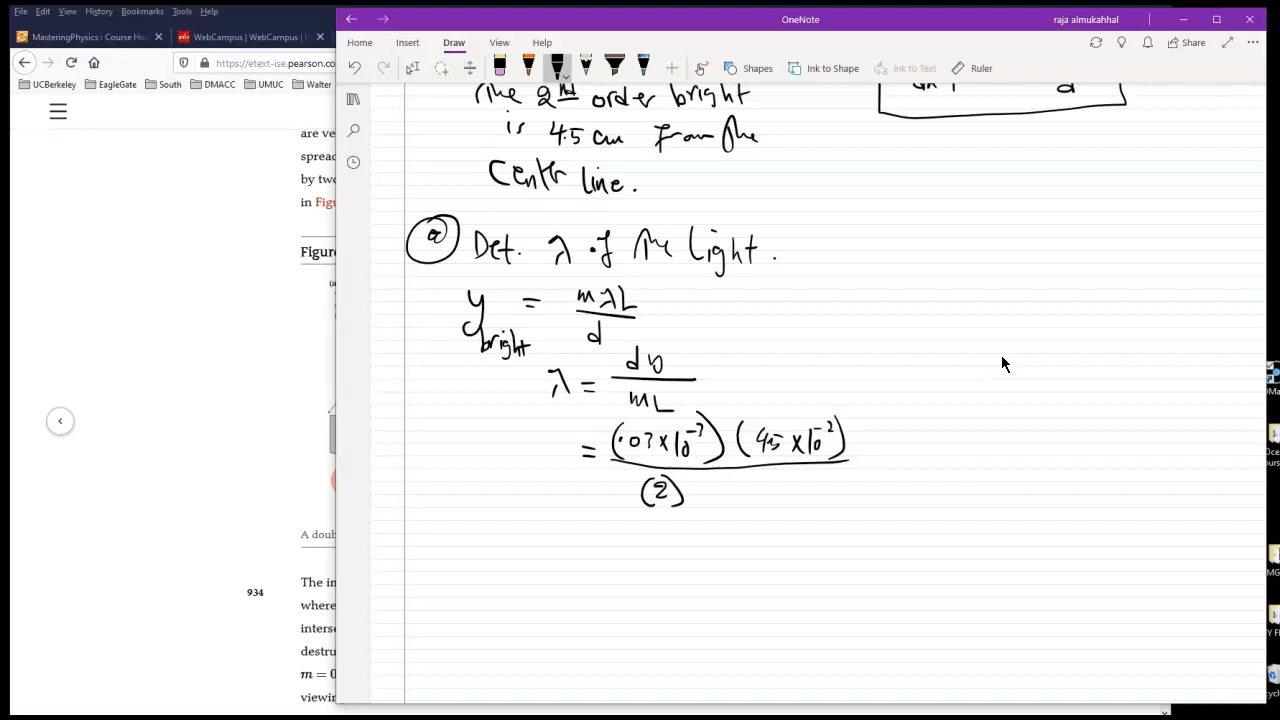 File Edit View History Bookmarks Tools Help
MasteringPhysics : Course Ho
WebCampus | WebCampus | U
https://etext-ise.pearson.co
UCBerkeley EagleGate South DMACC UMUC Walter
are ve
spread
by two
in Figu
Figure
(a
A doub
934
The in
where
interse
destru
m = 0
viewin
OneNote
raja almukahhal
Home Insert Draw View Help
Share
Shapes Ink to Shape Ink to Text Ruler
The 2nd order bright
is 4.5 cm from the
Center line.
d
(a) Det. λ of the light.
y bright = mλL / d
λ = dy / mL
= (.03 × 10⁻³) (4.5 × 10⁻²) / (2)